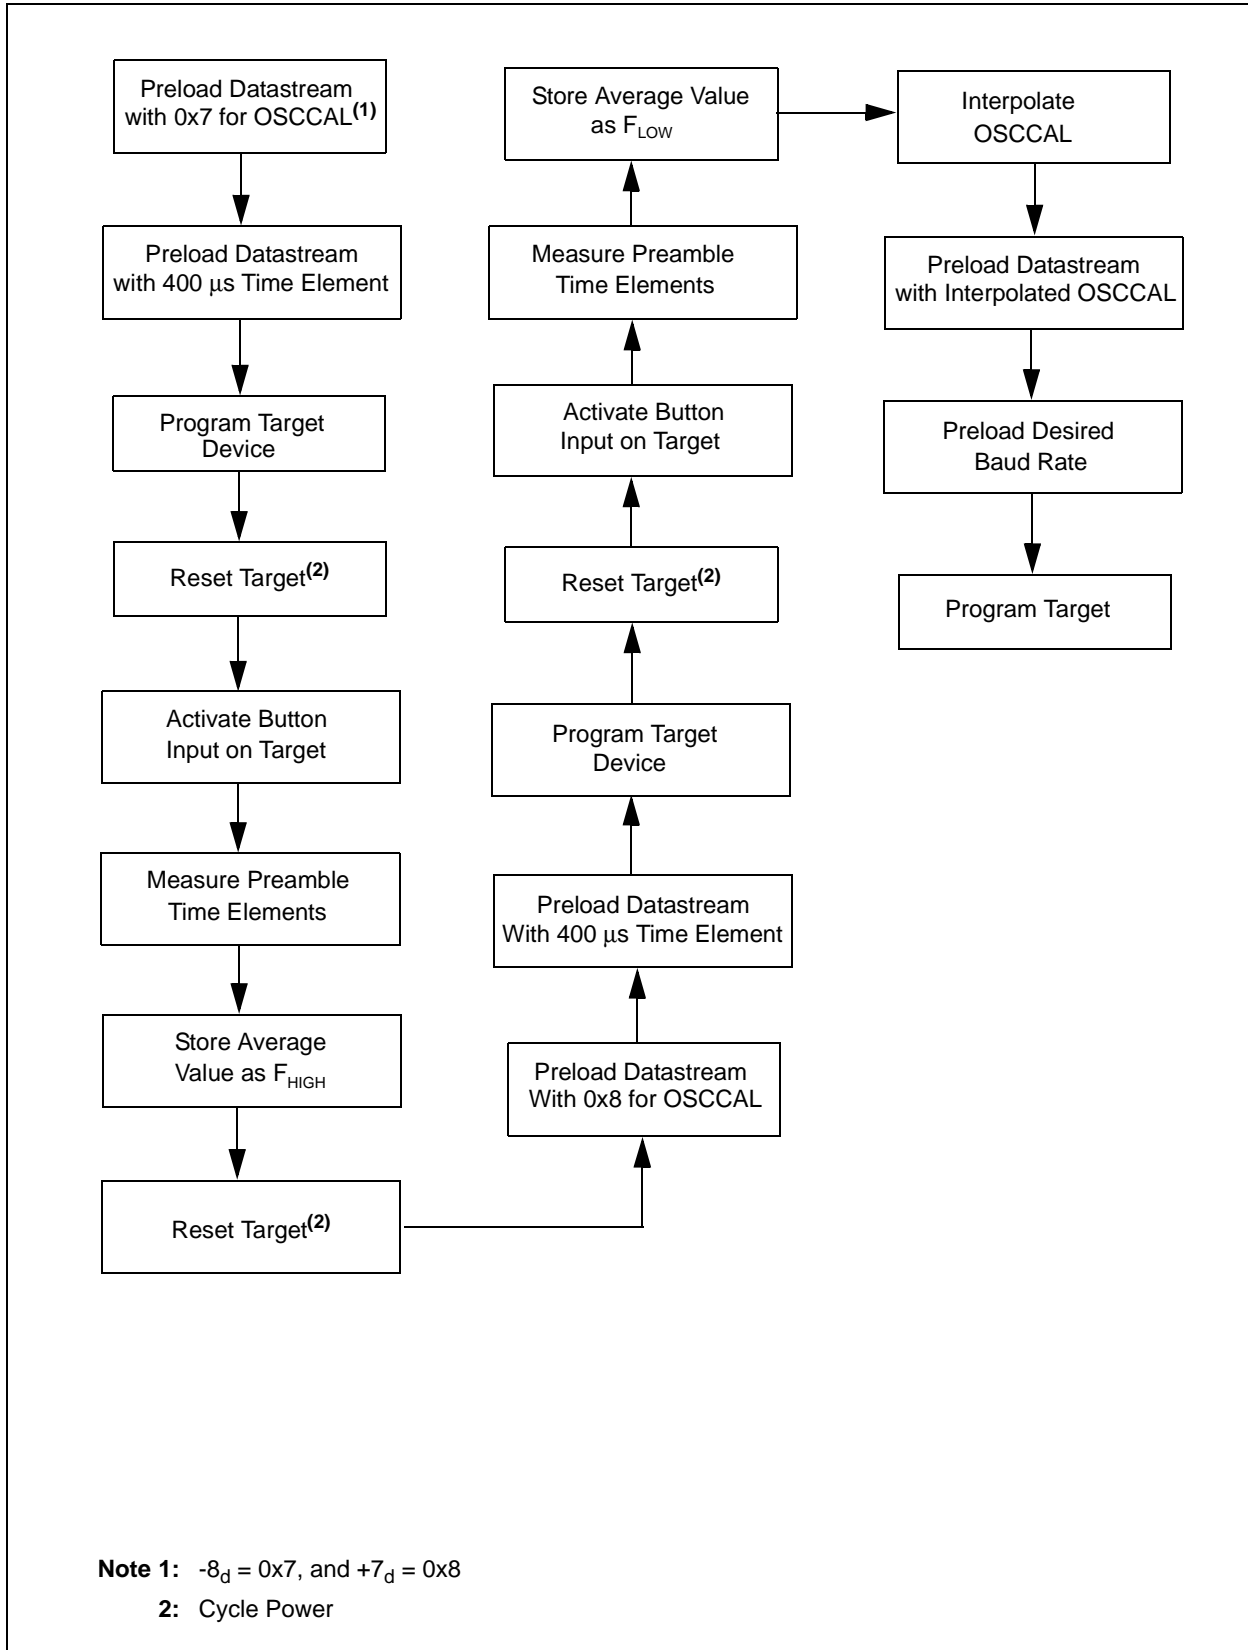 Preload Datastream
with 0x7 for OSCCAL(1)
Preload Datastream
with 400 µs Time Element
Program Target
Device
Reset Target(2)
Activate Button
Input on Target
Measure Preamble
Time Elements
Store Average
Value as FHIGH
Reset Target(2)
Store Average Value
as FLOW
Measure Preamble
Time Elements
Activate Button
Input on Target
Reset Target(2)
Program Target
Device
Preload Datastream
With 400 µs Time Element
Preload Datastream
With 0x8 for OSCCAL
Interpolate
OSCCAL
Preload Datastream
with Interpolated OSCCAL
Preload Desired
Baud Rate
Program Target
Note 1: -8d = 0x7, and +7d = 0x8
2: Cycle Power